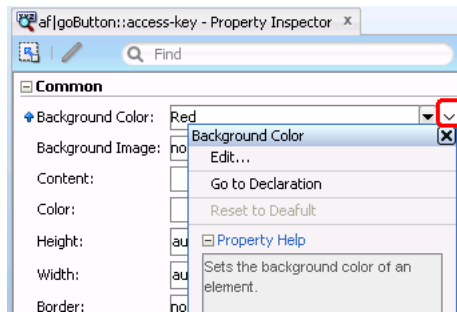 af|goButton::access-key - Property Inspector x
Find
Common
Background Color: Red
Background Color
Edit...
Background Image: no
Go to Declaration
Content:
Reset to Deafult
Color:
Property Help
Height: au
Sets the background color of an
element.
Width: au
Border: no